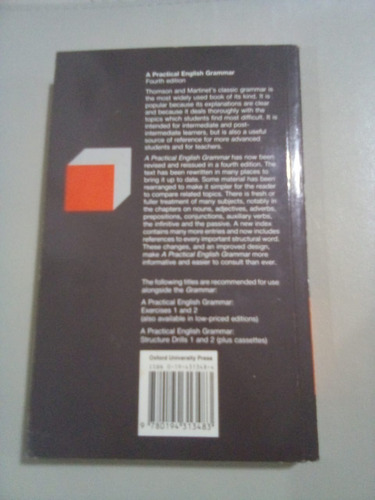 A Practical English Grammar
Fourth edition
Thomson and Martinet's classic grammar is
the most widely used book of its kind. It is
popular because its explanations are clear
and because it deals thoroughly with the
topics which students find most difficult. It is
intended for intermediate and post-
intermediate learners, but is also a useful
source of reference for more advanced
students and for teachers.
A Practical English Grammar has now been
revised and reissued in a fourth edition. The
text has been rewritten in many places to
bring it up to date. Some material has been
rearranged to make it simpler for the reader
to compare related topics. There is fresh or
fuller treatment of many subjects, notably in
the chapters on nouns, adjectives, adverbs,
prepositions, conjunctions, auxiliary verbs,
the infinitive and the passive. A new index
contains many more entries and now includes
references to every important structural word.
These changes, and an improved design,
make A Practical English Grammar more
informative and easier to consult than ever.
The following titles are recommended for use
alongside the Grammar:
A Practical English Grammar:
Exercises 1 and 2
(also available in low-priced editions)
A Practical English Grammar:
Structure Drills 1 and 2 (plus cassettes)
Oxford University Press
ISBN 0-19-431348-4
9 780194 313483